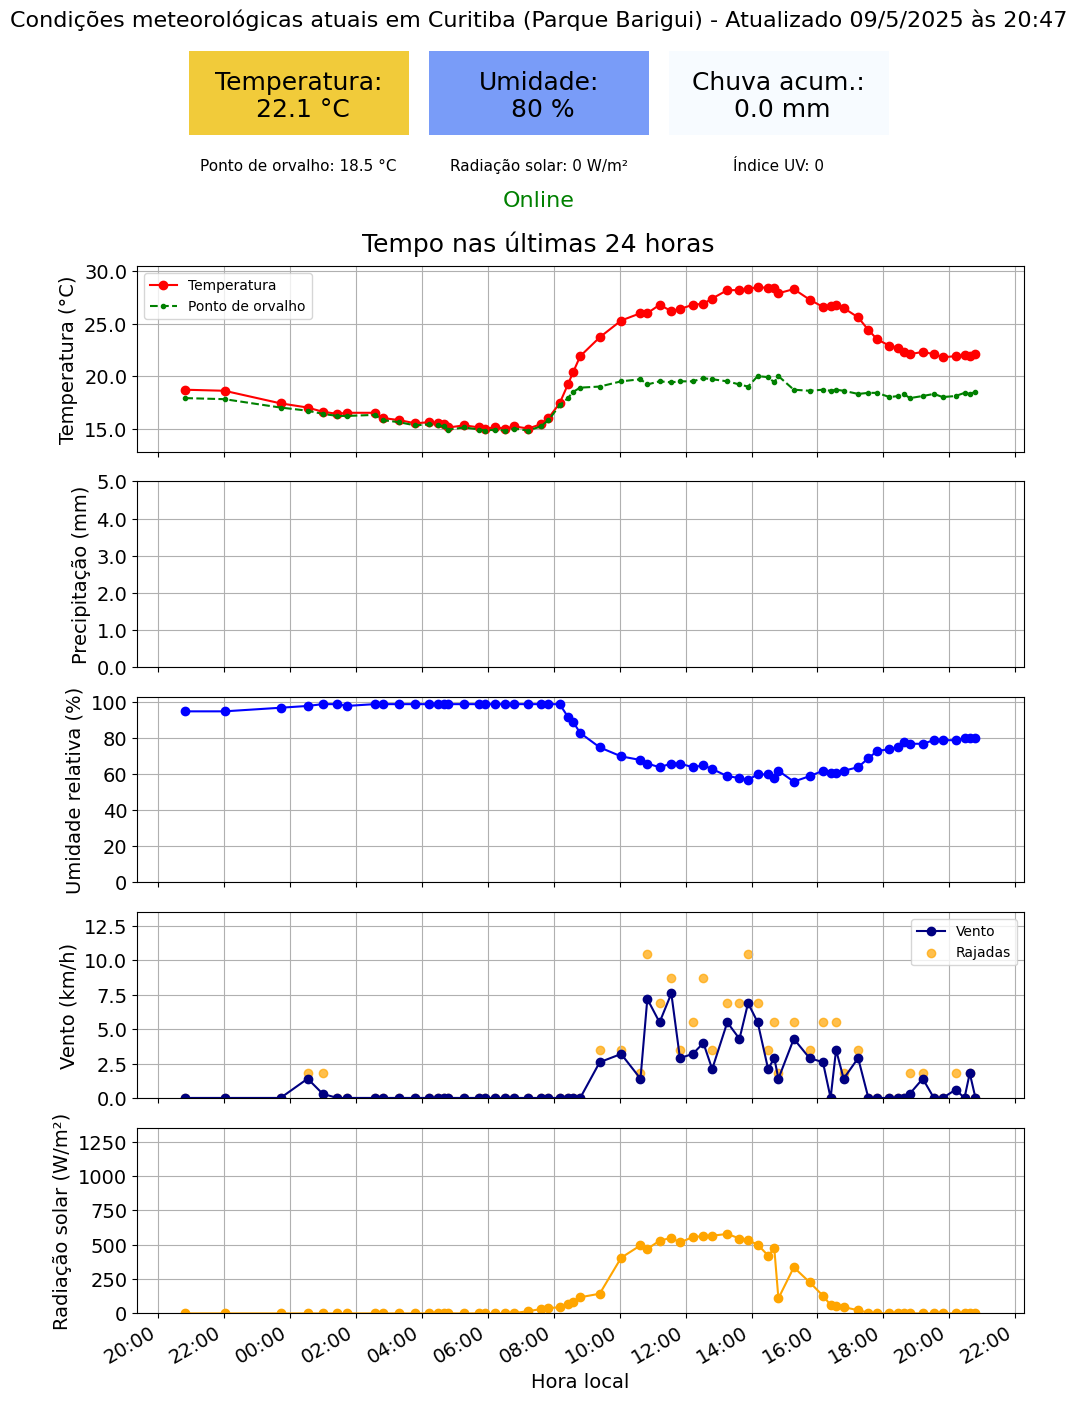 Condições meteorológicas atuais em Curitiba (Parque Barigui) - Atualizado 09/5/2025 às 20:47
Temperatura:
22.1 °C
Umidade:
80 %
Chuva acum.:
0.0 mm
Ponto de orvalho: 18.5 °C
Radiação solar: 0 W/m²
Índice UV: 0
Online
Tempo nas últimas 24 horas
Temperatura (°C)
30.0
25.0
20.0
15.0
Temperatura
Ponto de orvalho
Precipitação (mm)
5.0
4.0
3.0
2.0
1.0
0.0
Umidade relativa (%)
100
80
60
40
20
0
Vento (km/h)
12.5
10.0
7.5
5.0
2.5
0.0
Vento
Rajadas
Radiação solar (W/m²)
1250
1000
750
500
250
0
20:00 22:00 00:00 02:00 04:00 06:00 08:00 10:00 12:00 14:00 16:00 18:00 20:00 22:00
Hora local